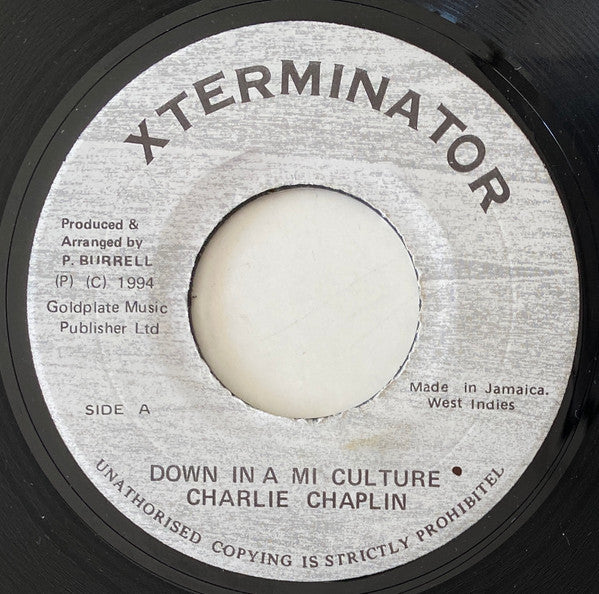 XTERMINATOR
Produced &
Arranged by
P. BURRELL
(P) (C) 1994
Goldplate Music
Publisher Ltd
Made in Jamaica.
West Indies
SIDE A
DOWN IN A MI CULTURE
CHARLIE CHAPLIN
UNAUTHORISED COPYING IS STRICTLY PROHIBITEL